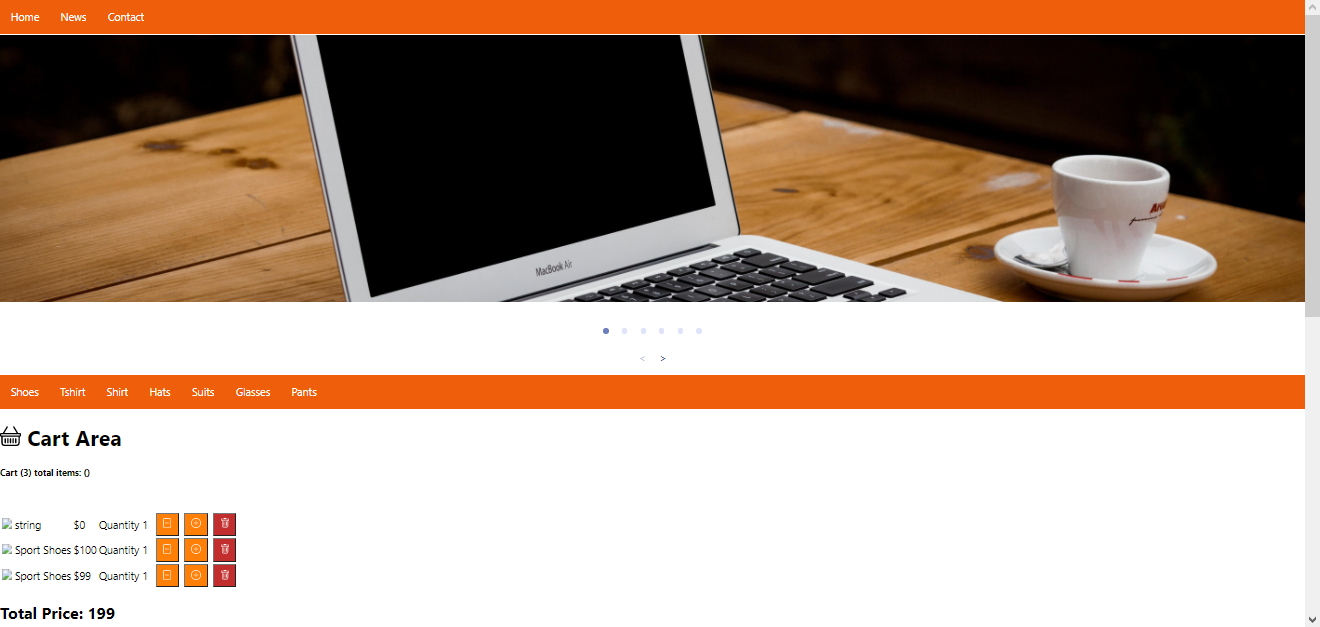 Home News Contact
MacBook Air
Shoes Tshirt Shirt Hats Suits Glasses Pants
Cart Area
Cart (3) total items: ()
string $0 Quantity 1
Sport Shoes $100 Quantity 1
Sport Shoes $99 Quantity 1
Total Price: 199